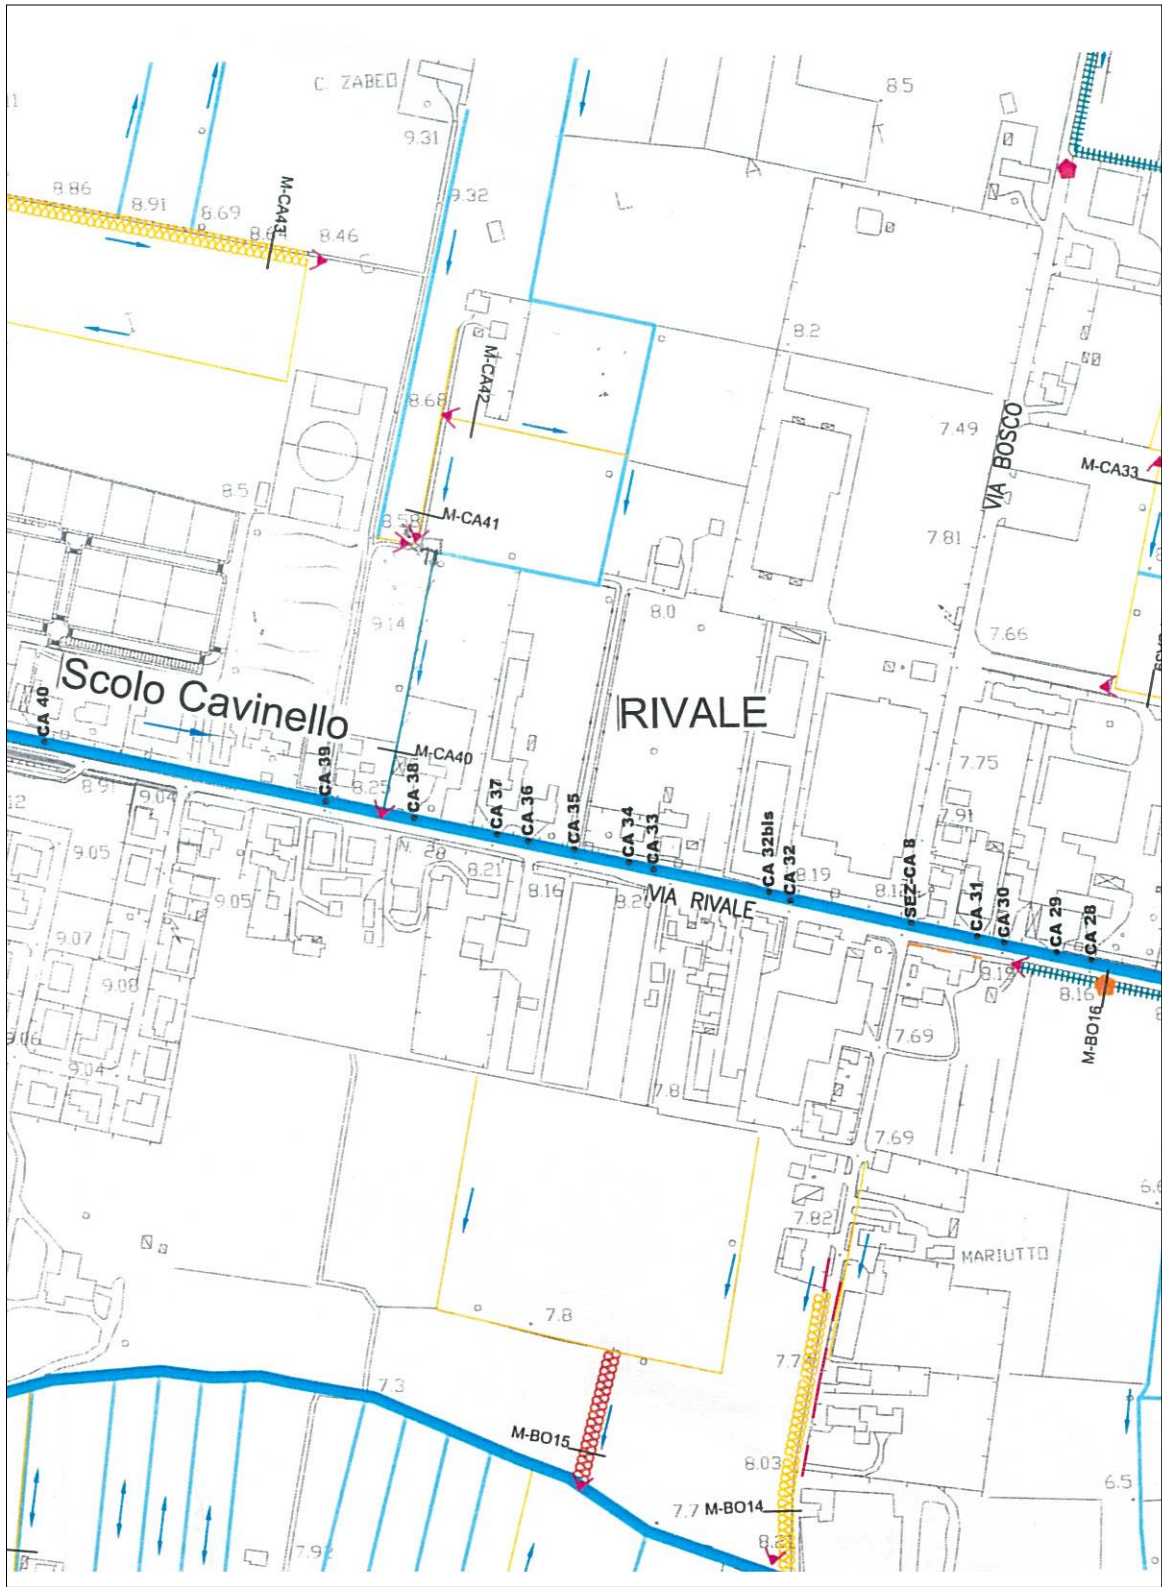 C. ZABEO
8.5
9.31
9.32
8.86
8.91
8.69
M-CA43
8.46
8.2
M-CA42
8.68
7.49
VIA BOSCO
M-CA33
8.5
M-CA41
8.58
7.81
8.0
9.14
7.66
Scolo Cavinello
RIVALE
CA 40
M-CA40
7.75
CA 39
8.25
CA 38
CA 37
CA 36
CA 35
CA 34
CA 33
CA 32bis
CA 32
8.19
SEZ-CA 8
7.91
CA 31
CA 30
CA 29
CA 28
8.91
9.04
9.05
8.21
8.16
VIA RIVALE
9.05
9.07
9.08
8.16
M-BO16
7.69
9.06
9.04
7.8
7.69
7.82
MARIUTTO
7.8
7.3
M-BO15
8.03
6.5
7.7
M-BO14
7.92